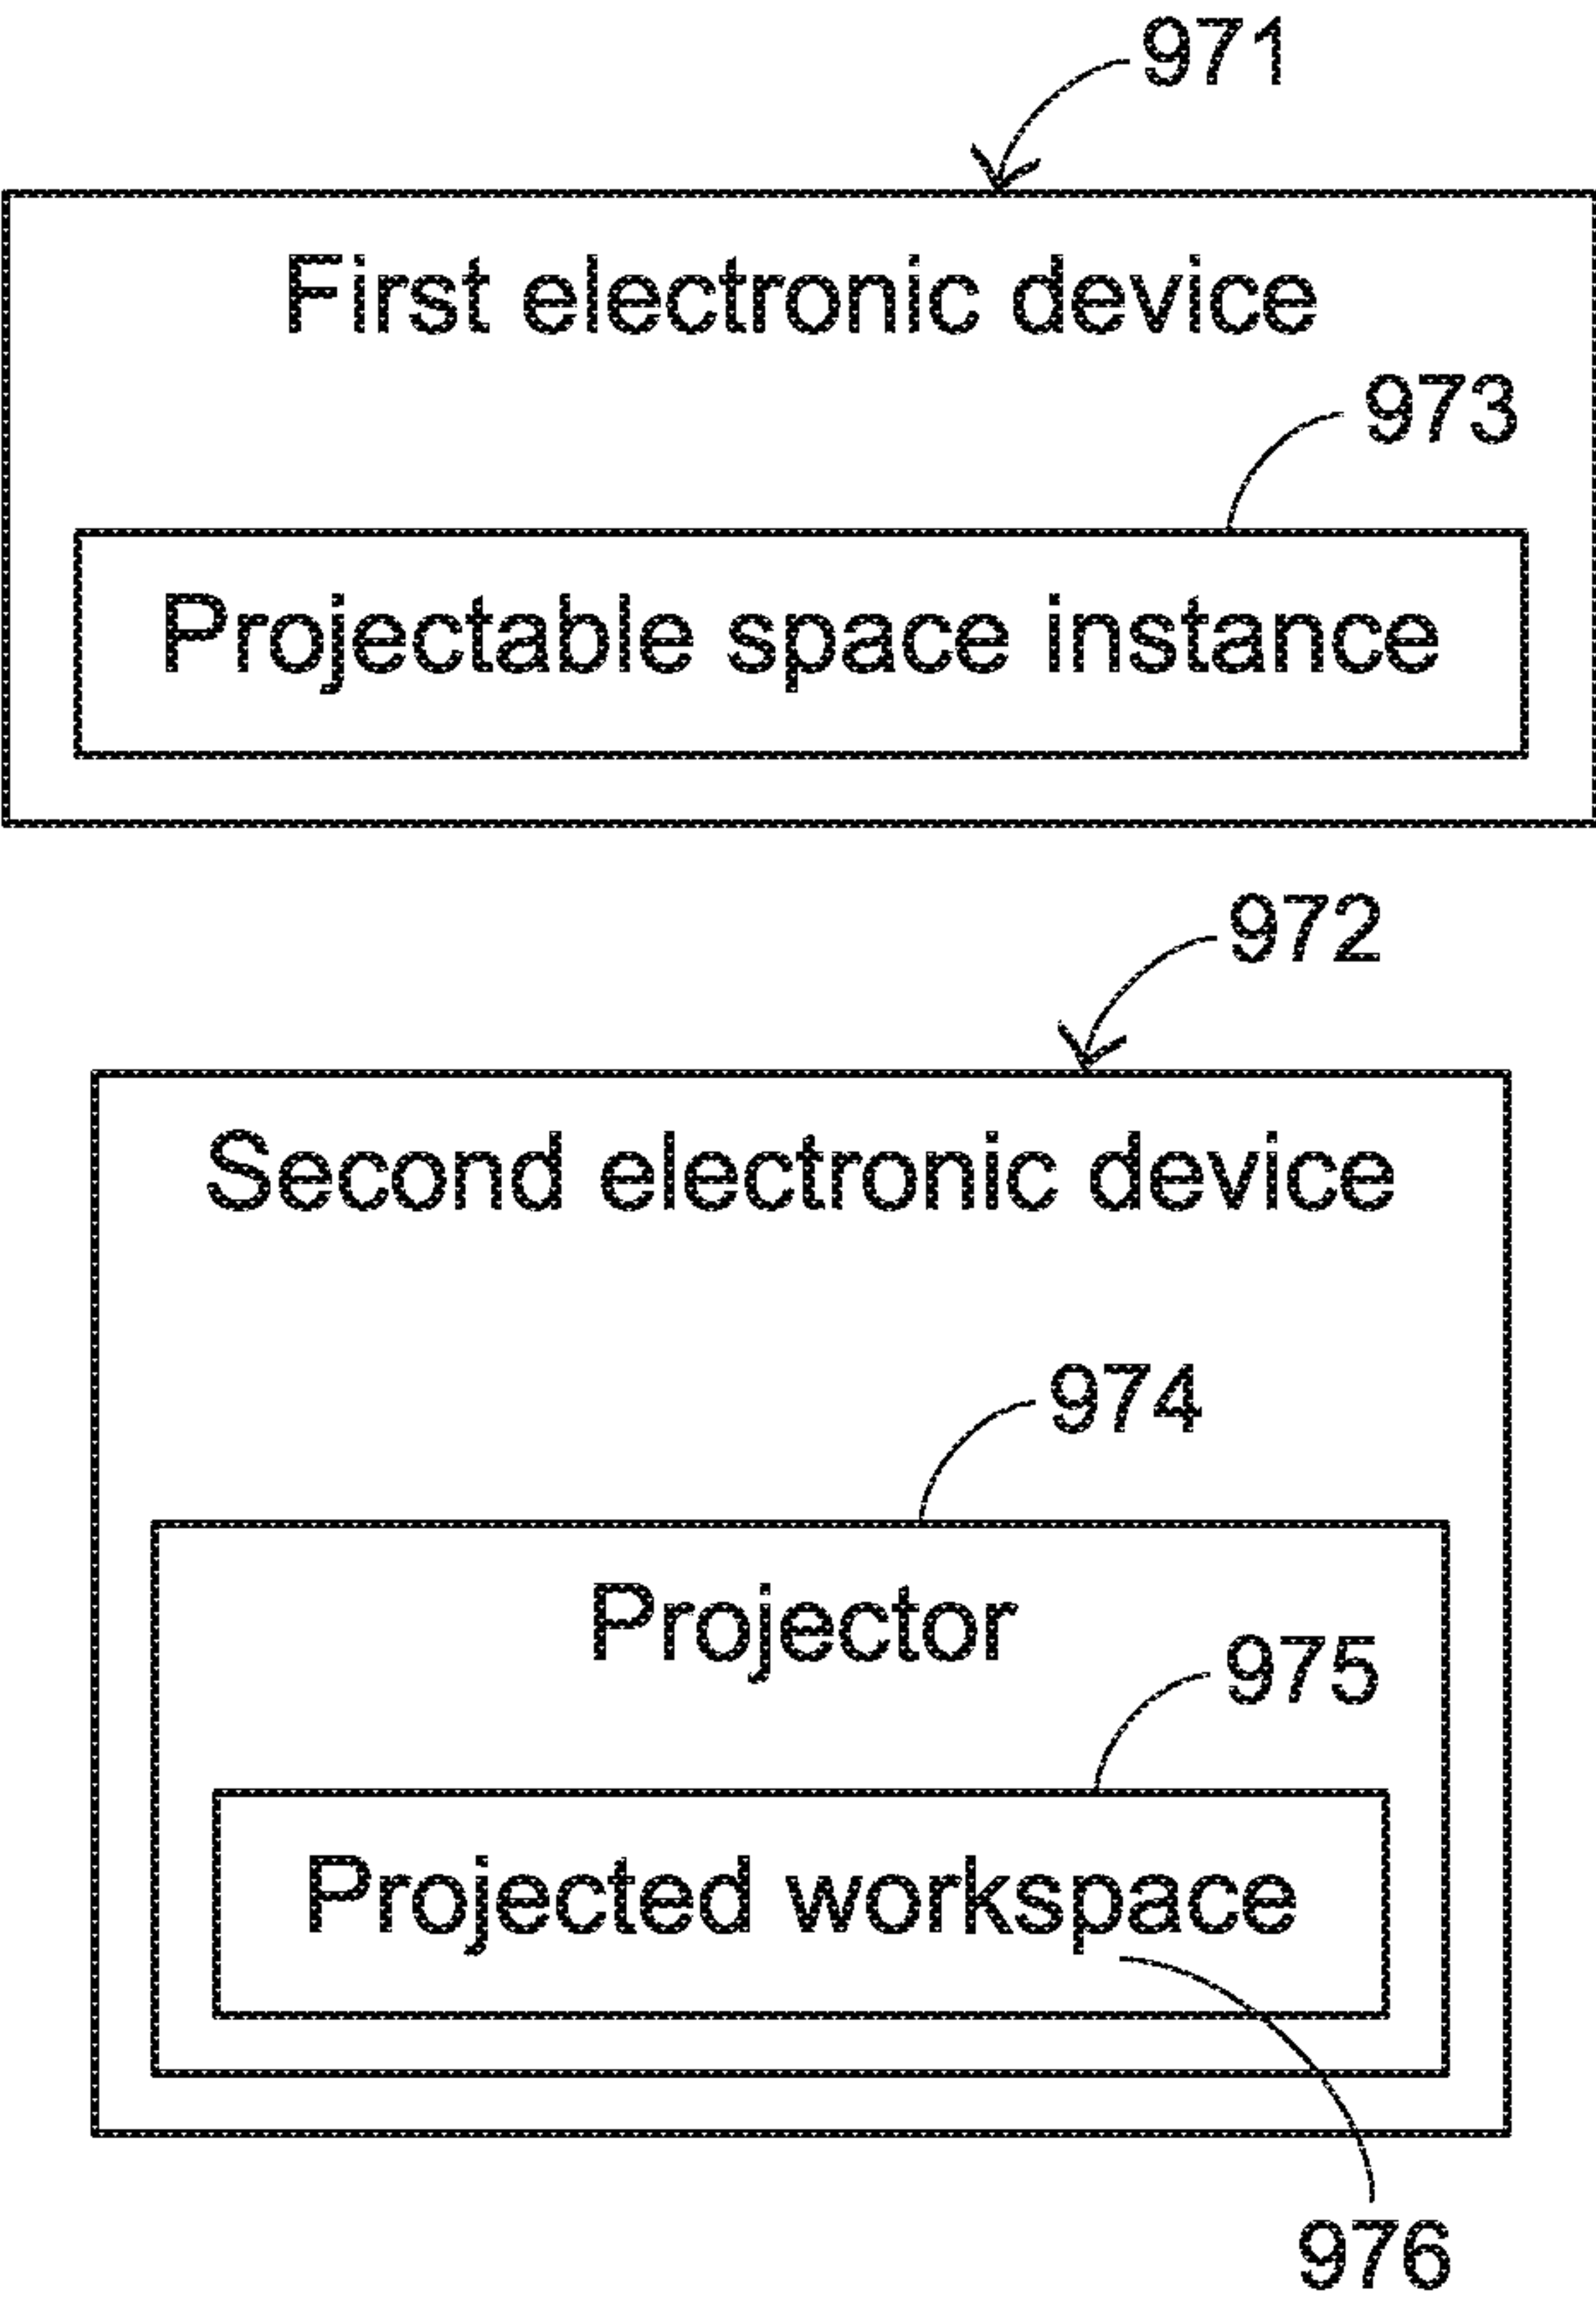 971
First electronic device
973
Projectable space instance
972
Second electronic device
974
Projector
975
Projected workspace
976